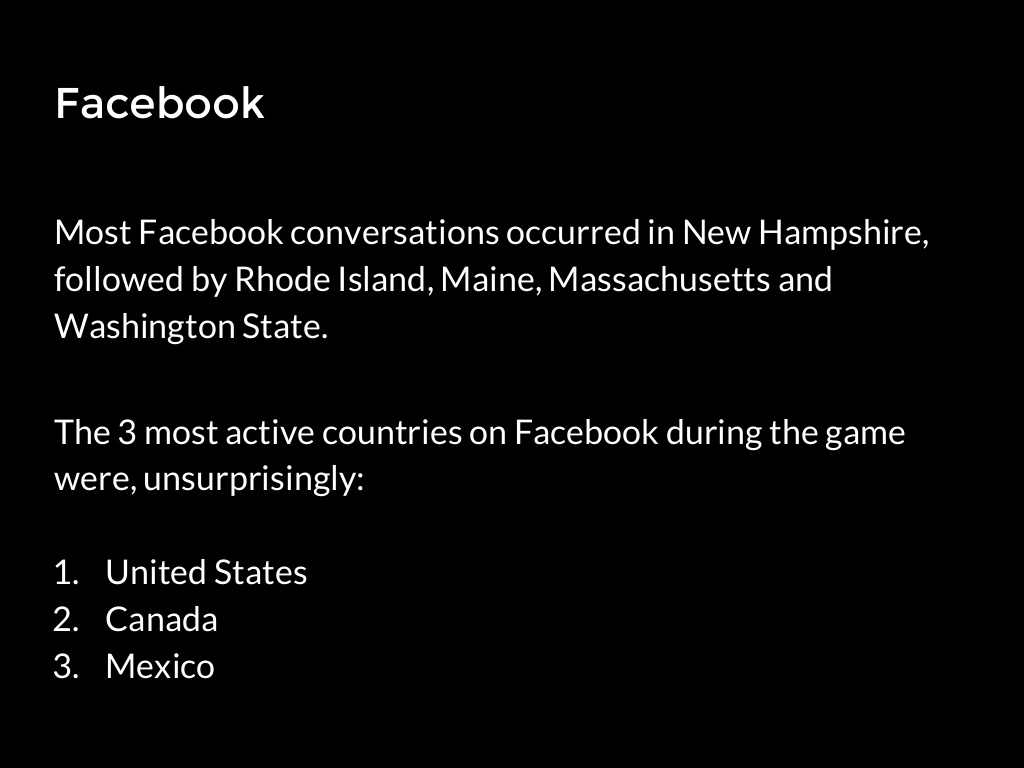 Facebook
Most Facebook conversations occurred in New Hampshire,
followed by Rhode Island, Maine, Massachusetts and
Washington State.
The 3 most active countries on Facebook during the game
were, unsurprisingly:
1. United States
2. Canada
3. Mexico